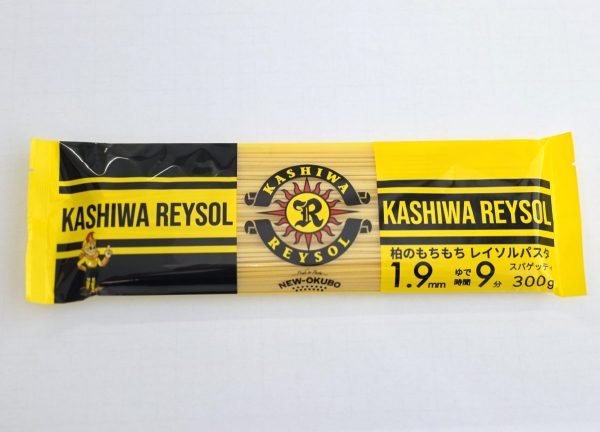 KASHIWA REYSOL
KASHIWA
R
REYSOL
NEW-OKUBO
KASHIWA REYSOL
柏のもちもち レイソルパスタ
1.9mm ゆで時間 9分 スパゲッティ 300g